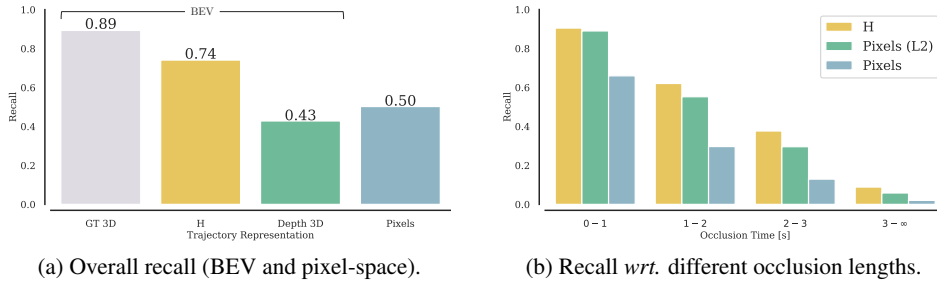 BEV
1.0
0.8
0.6
0.4
0.2
0.0
Recall
0.89
0.74
0.43
0.50
GT 3D
H
Depth 3D
Pixels
Trajectory Representation
(a) Overall recall (BEV and pixel-space).
1.0
0.8
0.6
0.4
0.2
0.0
Recall
H
Pixels (L2)
Pixels
0 − 1
1 − 2
2 − 3
3 − ∞
Occlusion Time [s]
(b) Recall wrt. different occlusion lengths.